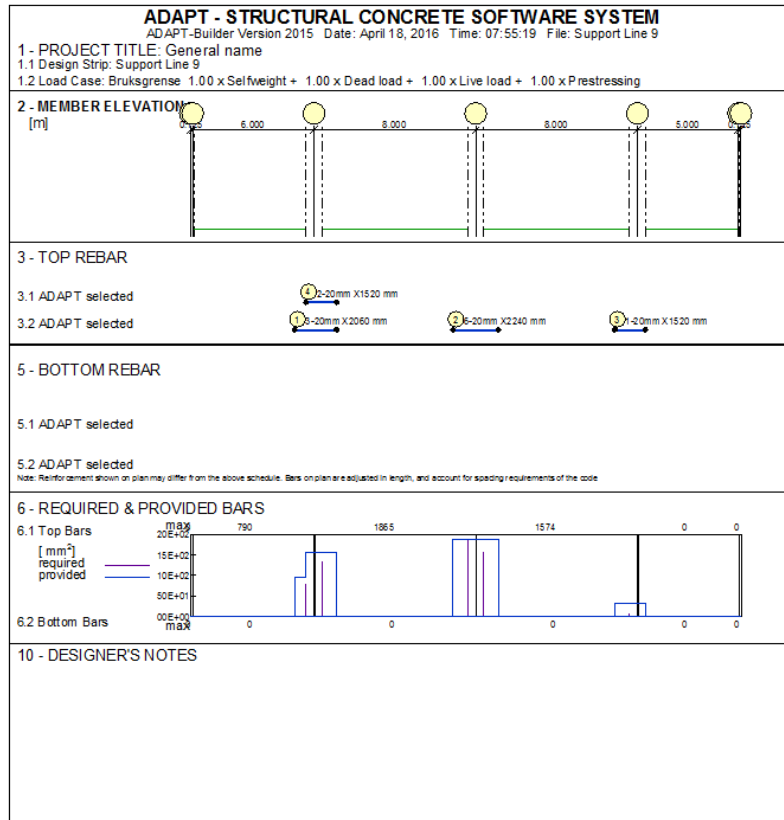 ADAPT - STRUCTURAL CONCRETE SOFTWARE SYSTEM
ADAPT-Builder Version 2015 Date: April 18, 2016 Time: 07:55:19 File: Support Line 9
1 - PROJECT TITLE: General name
1.1 Design Strip: Support Line 9
1.2 Load Case: Bruksgrense 1.00 x Selfweight + 1.00 x Dead load + 1.00 x Live load + 1.00 x Prestressing
2 - MEMBER ELEVATION
[m] 6.000 8.000 8.000 5.000
3 - TOP REBAR
3.1 ADAPT selected 4 2-20mm X1520 mm
3.2 ADAPT selected 1 3-20mm X2060 mm 2 6-20mm X2240 mm 3 1-20mm X1520 mm
5 - BOTTOM REBAR
5.1 ADAPT selected
5.2 ADAPT selected
Note: Reinforcement shown on plan may differ from the above schedule. Bars on plan are adjusted in length, and account for spacing requirements of the code
6 - REQUIRED & PROVIDED BARS
6.1 Top Bars max 790 1865 1574 0 0
[ mm²] 20E+02
required 15E+02
provided 10E+02
50E+01
00E+00
6.2 Bottom Bars max 0 0 0 0 0
10 - DESIGNER'S NOTES